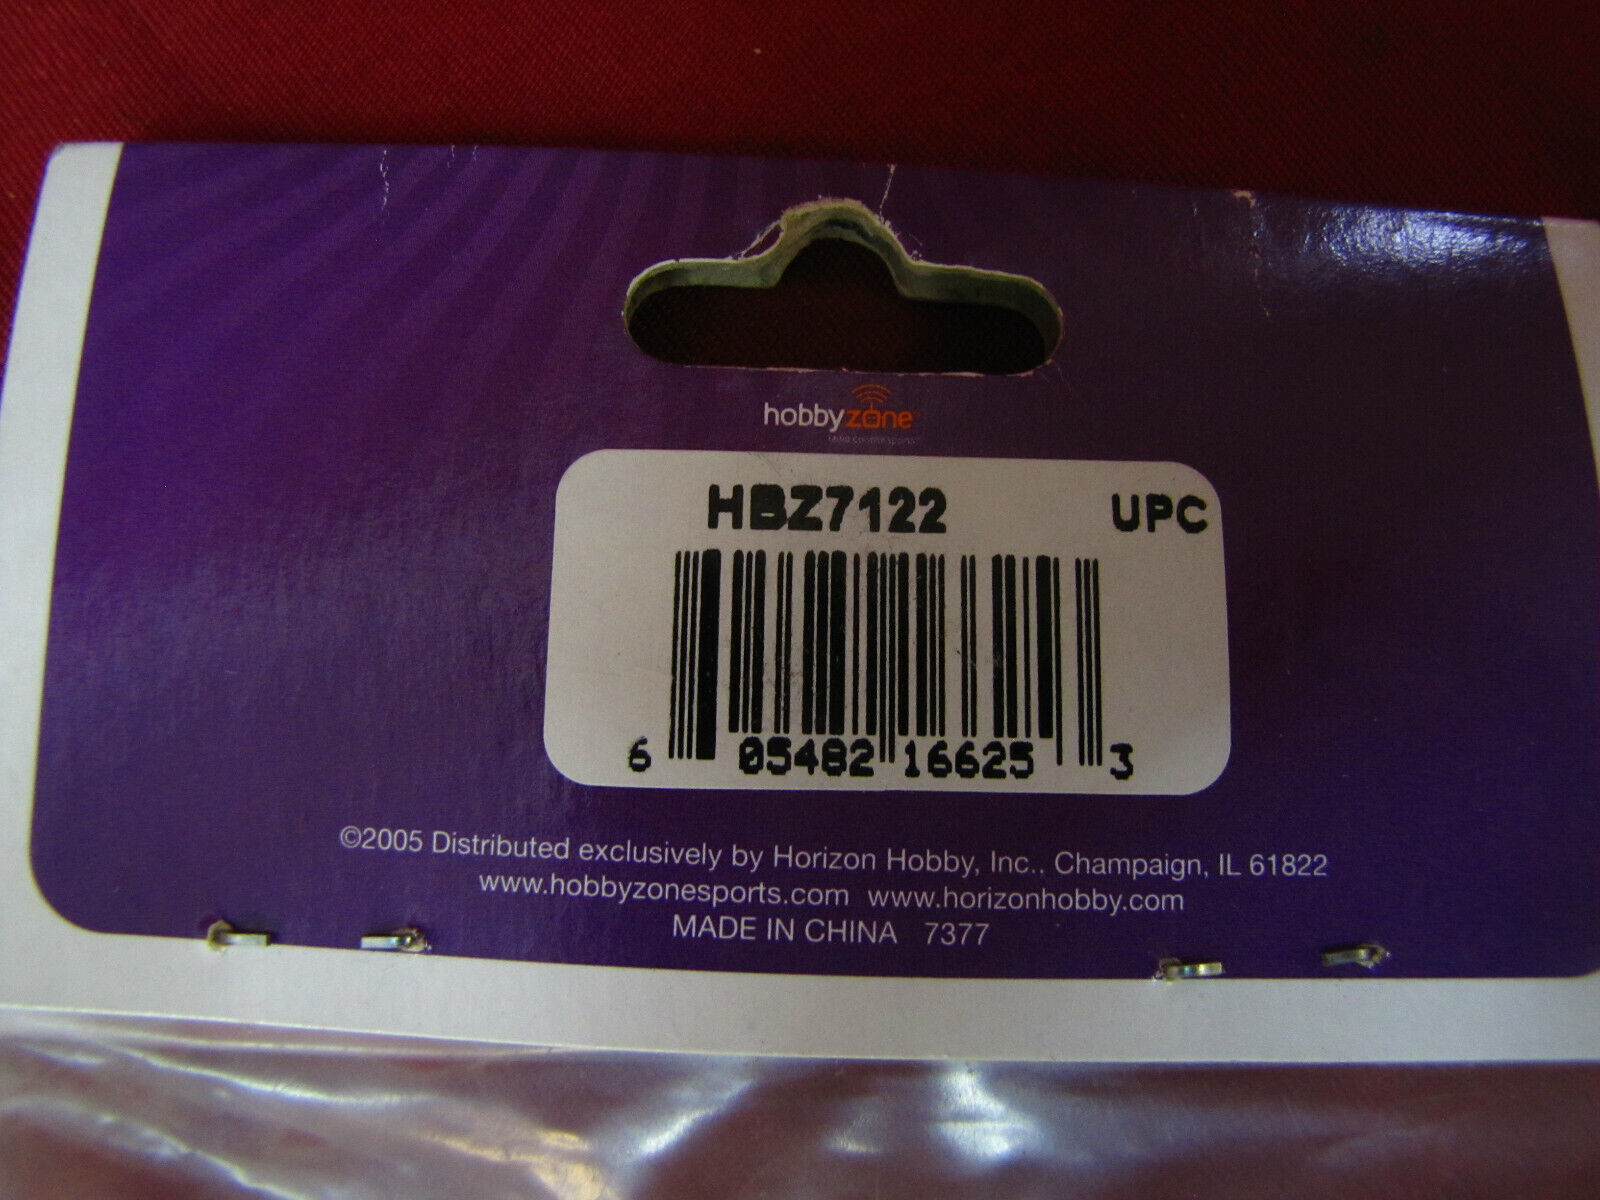 hobbyzone
HBZ7122 UPC
6 05482 16625 3
©2005 Distributed exclusively by Horizon Hobby, Inc., Champaign, IL 61822
www.hobbyzonesports.com www.horizonhobby.com
MADE IN CHINA 7377